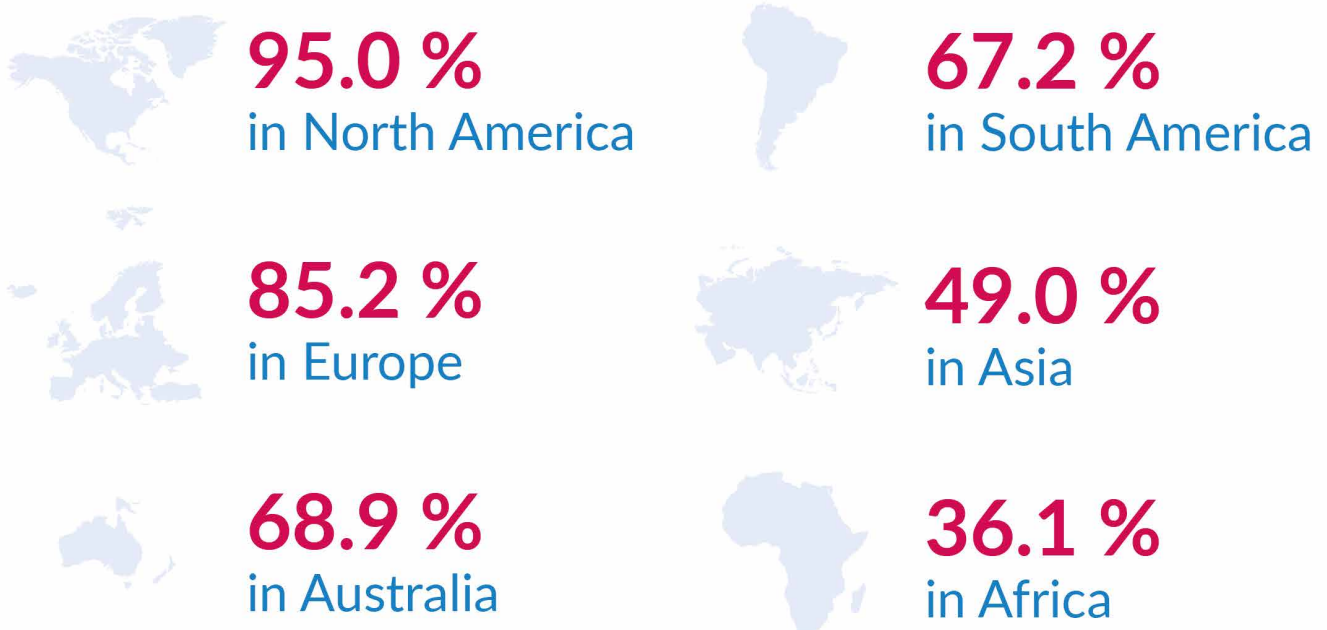 95.0 %
in North America
67.2 %
in South America
85.2 %
in Europe
49.0 %
in Asia
68.9 %
in Australia
36.1 %
in Africa